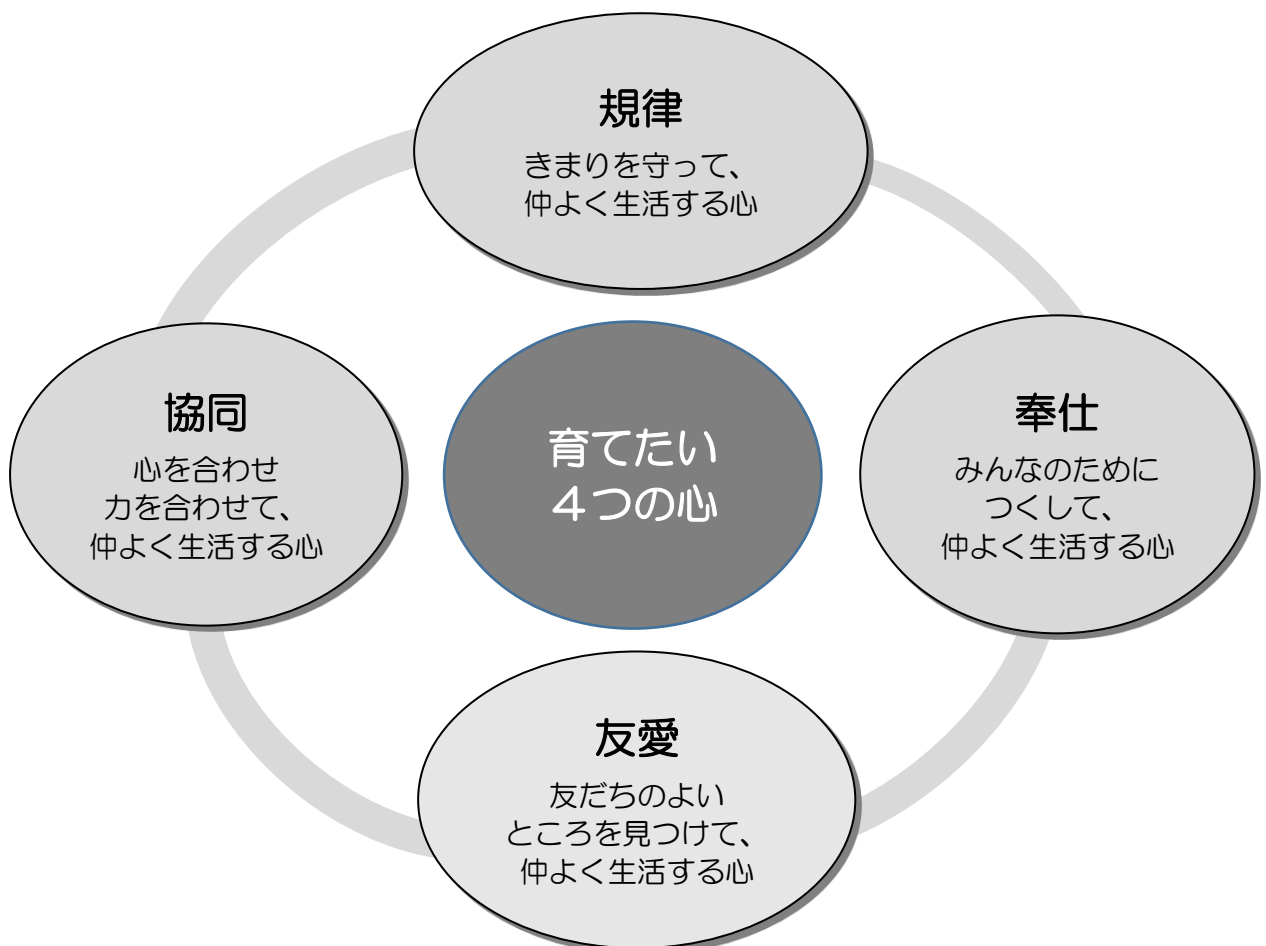 規律
きまりを守って、
仲よく生活する心
協同
心を合わせ
力を合わせて、
仲よく生活する心
育てたい
４つの心
奉仕
みんなのために
つくして、
仲よく生活する心
友愛
友だちのよい
ところを見つけて、
仲よく生活する心